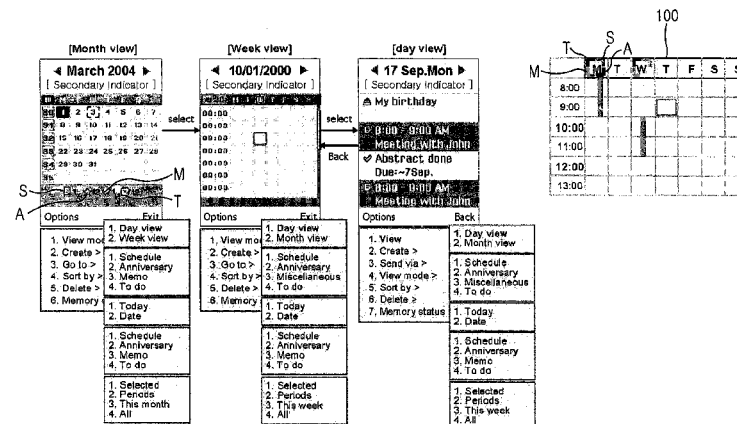 [Month view]
◀ March 2004 ▶
[ Secondary Indicator ]
1 2 3 4 5 6 7
8 9 10 11 12 13 14
15 16 17 18 19 20 21
22 23 24 25 26 27 28
29 30 31
S
A
M
T
Options Exit
1. View mo
2. Create >
3. Go to >
4. Sort by >
5. Delete >
6. Memory
1. Day view
2. Week view
1. Schedule
2. Anniversary
3. Memo
4. To do
1. Today
2. Date
1. Schedule
2. Anniversary
3. Memo
4. To do
1. Selected
2. Periods
3. This month
4. All
select
[Week view]
◀ 10/01/2000 ▶
[ Secondary Indicator ]
00:00
00:00
00:00
00:00
00:00
00:00
00:00
Options Exit
1. View mo
2. Create >
3. Go to >
4. Sort by >
5. Delete >
6. Memory
1. Day view
2. Month view
1. Schedule
2. Anniversary
3. Miscellaneous
4. To do
1. Today
2. Date
1. Schedule
2. Anniversary
3. Memo
4. To do
1. Selected
2. Periods
3. This week
4. All
select
Back
[day view]
◀ 17 Sep.Mon ▶
[ Secondary Indicator ]
My birthday
8:00 - 9:00 AM
Meeting with John
Abstract done
Due:~7Sep.
Meeting with John
Options Back
1. View
2. Create >
3. Send via >
4. View mode >
5. Sort by >
6. Delete >
7. Memory status
1. Day view
2. Month view
1. Schedule
2. Anniversary
3. Miscellaneous
4. To do
1. Today
2. Date
1. Schedule
2. Anniversary
3. Memo
4. To do
1. Selected
2. Periods
3. This week
4. All
100
T
S
A
M
M T W T F S S
8:00
9:00
10:00
11:00
12:00
13:00